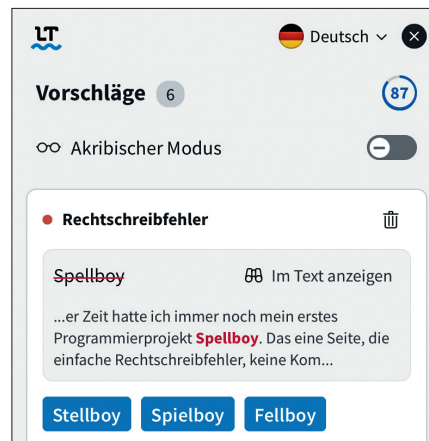 LT
Deutsch
Vorschläge 6
87
Akribischer Modus
Rechtschreibfehler
Spellboy Im Text anzeigen
...er Zeit hatte ich immer noch mein erstes
Programmierprojekt Spellboy. Das eine Seite, die
einfache Rechtschreibfehler, keine Kom...
Stellboy Spielboy Fellboy